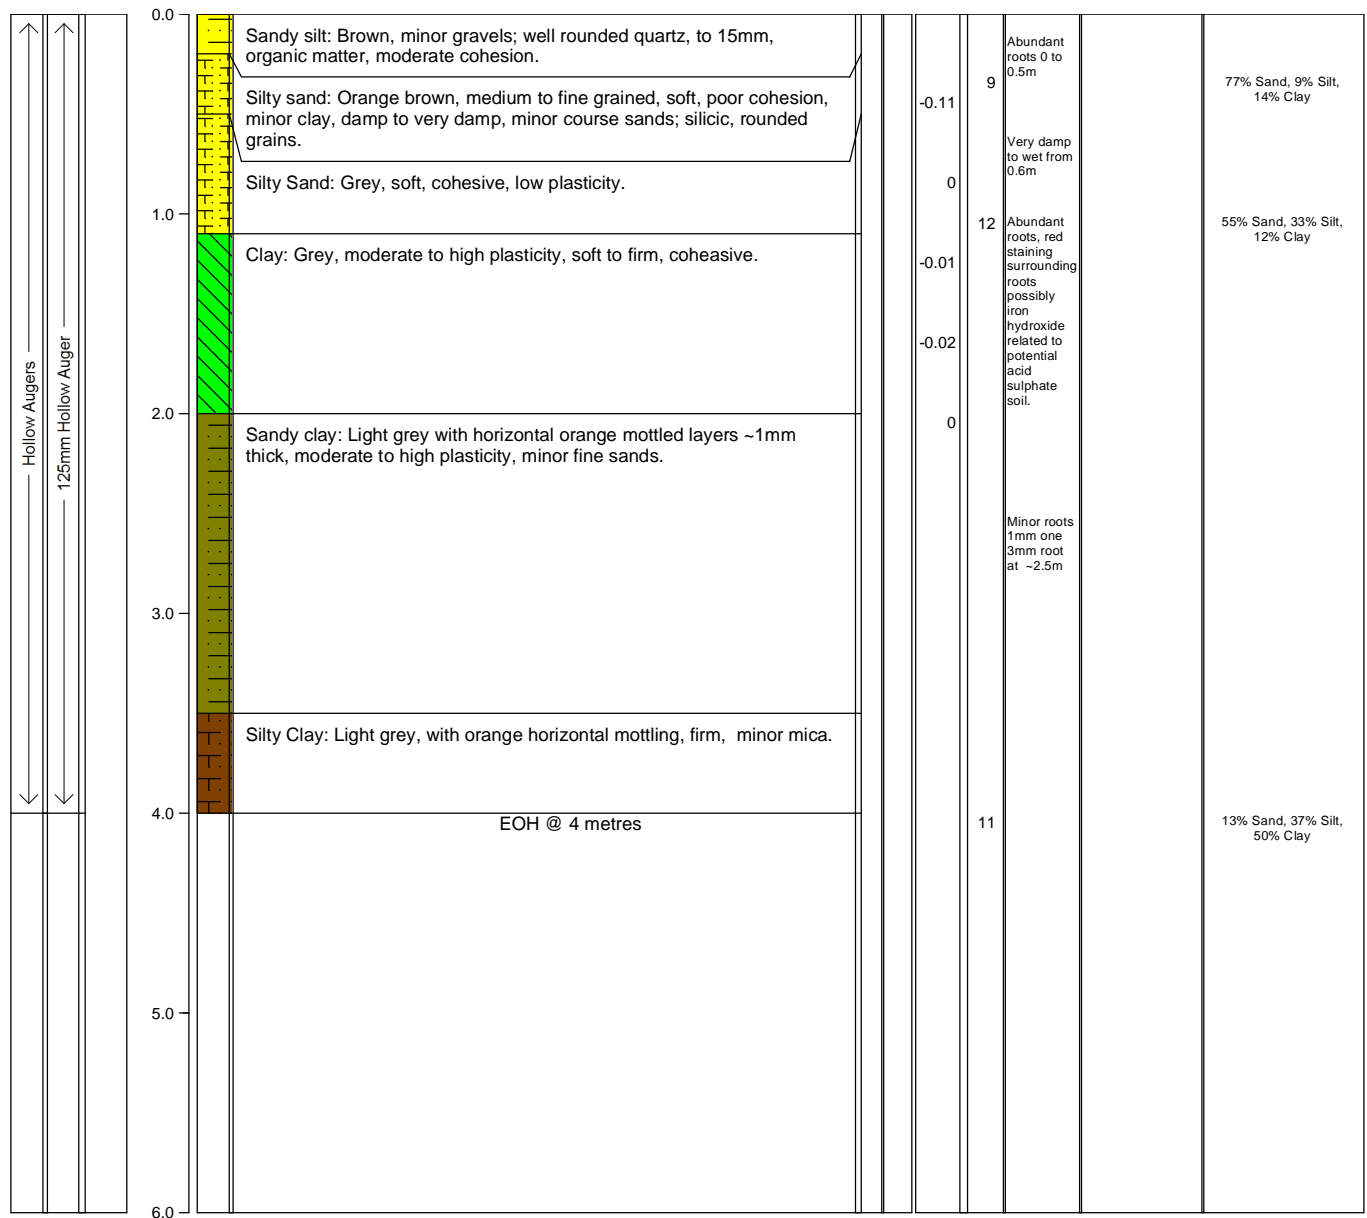 0.0
1.0
2.0
3.0
4.0
5.0
6.0
Hollow Augers
125mm Hollow Auger
Sandy silt: Brown, minor gravels; well rounded quartz, to 15mm,
organic matter, moderate cohesion.
Silty sand: Orange brown, medium to fine grained, soft, poor cohesion,
minor clay, damp to very damp, minor course sands; silicic, rounded
grains.
Silty Sand: Grey, soft, cohesive, low plasticity.
Clay: Grey, moderate to high plasticity, soft to firm, coheasive.
Sandy clay: Light grey with horizontal orange mottled layers ~1mm
thick, moderate to high plasticity, minor fine sands.
Silty Clay: Light grey, with orange horizontal mottling, firm, minor mica.
EOH @ 4 metres
-0.11
0
-0.01
-0.02
0
9
12
11
Abundant
roots 0 to
0.5m
Very damp
to wet from
0.6m
Abundant
roots, red
staining
surrounding
roots
possibly
iron
hydroxide
related to
potential
acid
sulphate
soil.
Minor roots
1mm one
3mm root
at ~2.5m
77% Sand, 9% Silt,
14% Clay
55% Sand, 33% Silt,
12% Clay
13% Sand, 37% Silt,
50% Clay